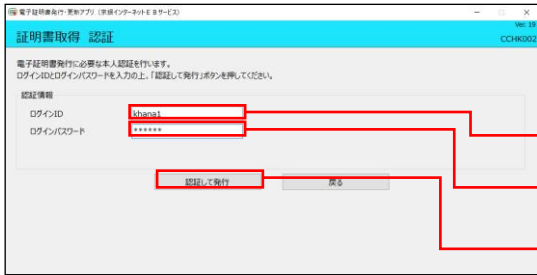 電子証明書発行・更新アプリ（京銀インターネットＥＢサービス）
証明書取得 認証
Ver. 19
CCHK002
電子証明書発行に必要な本人認証を行います。
ログインIDとログインパスワードを入力の上、「認証して発行」ボタンを押してください。
認証情報
ログインID khana1
ログインパスワード ******
認証して発行 戻る